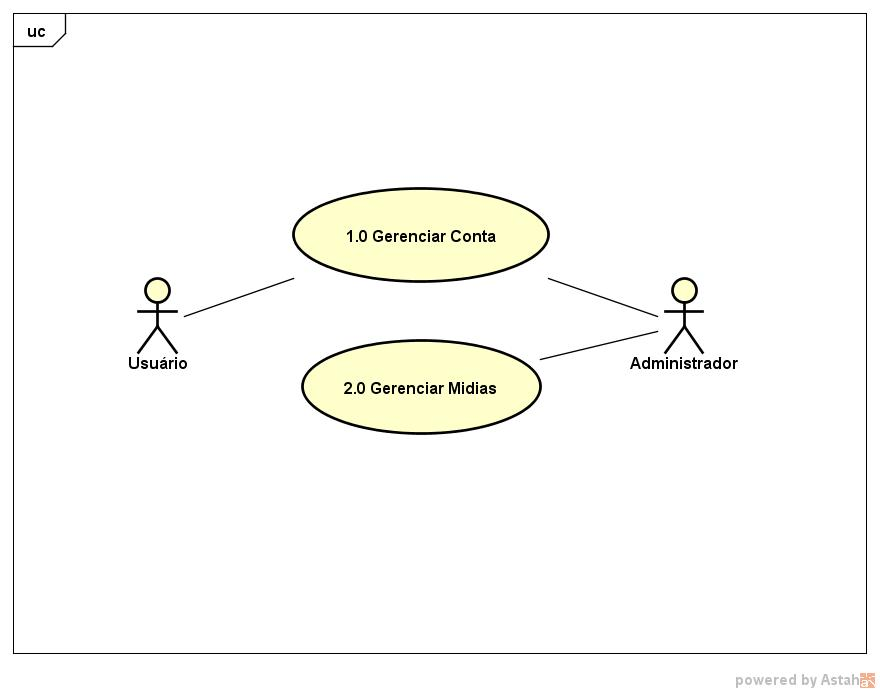 uc
1.0 Gerenciar Conta
Usuário
Administrador
2.0 Gerenciar Midias
powered by Astah